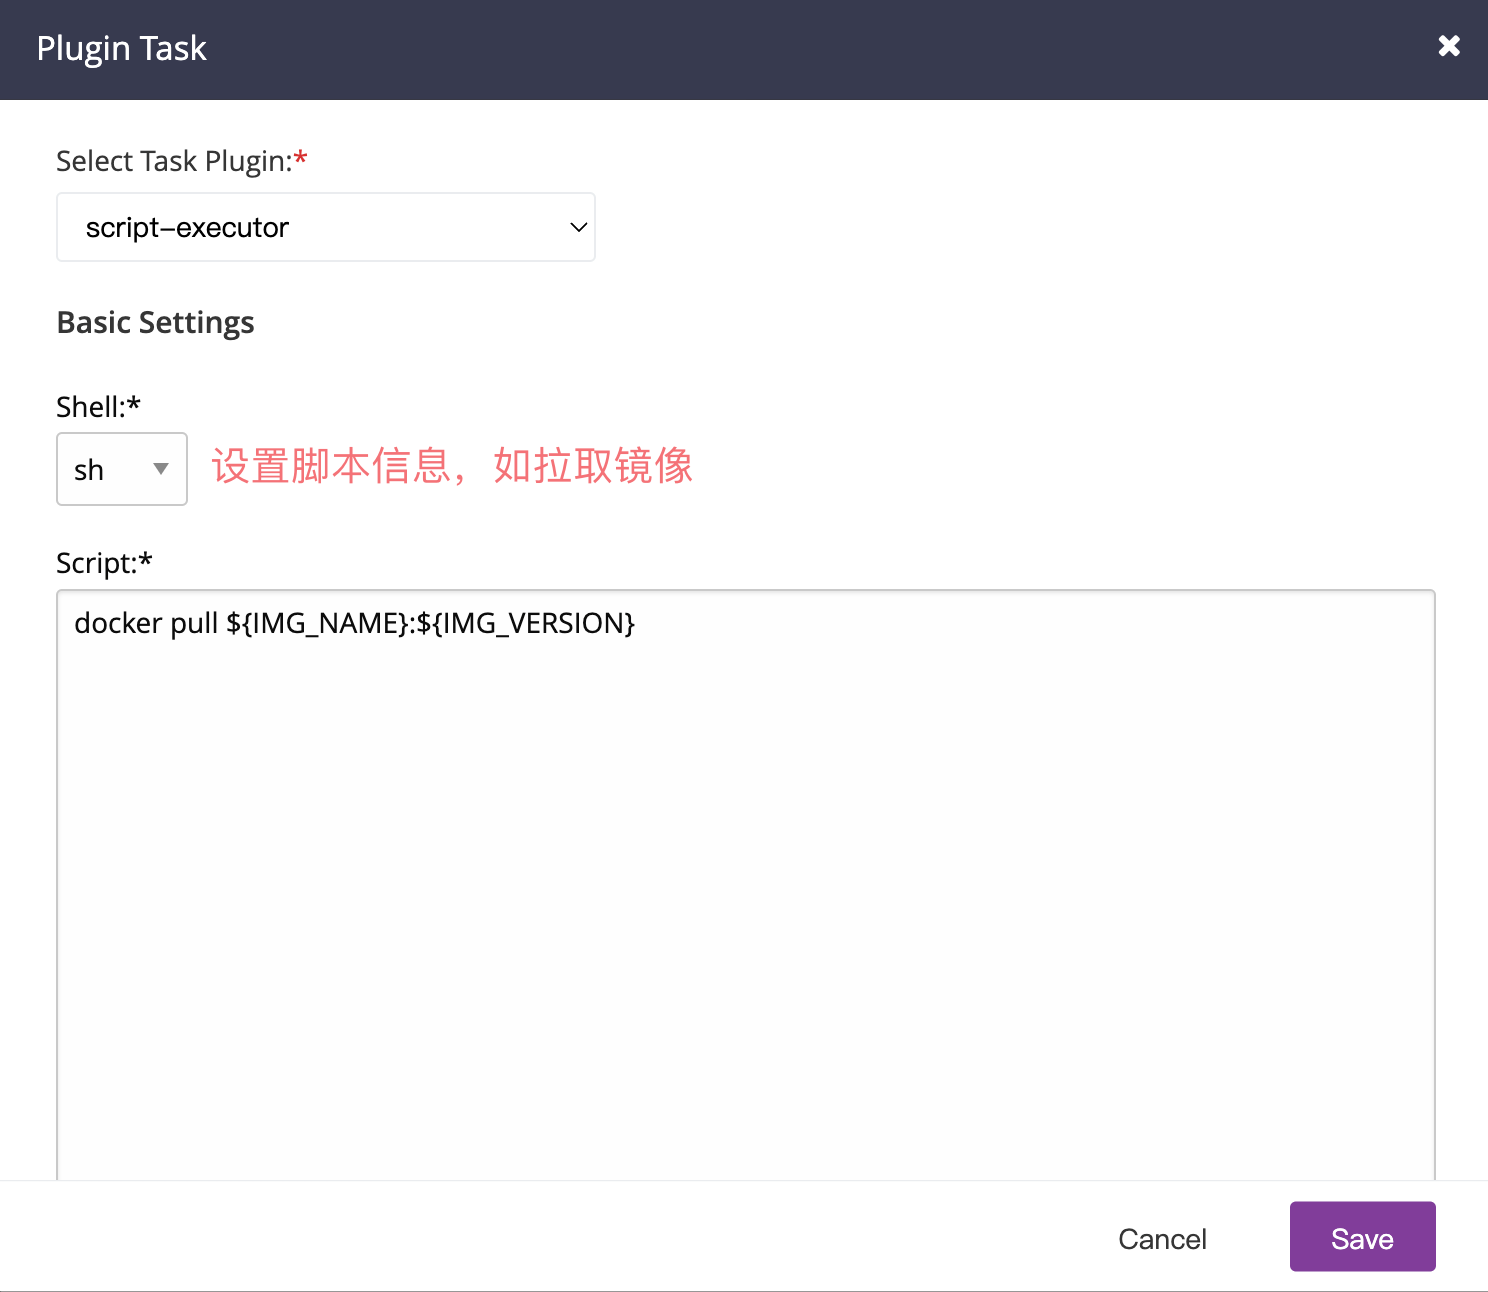 Plugin Task
Select Task Plugin:*
script-executor
Basic Settings
Shell:*
sh
设置脚本信息，如拉取镜像
Script:*
docker pull ${IMG_NAME}:${IMG_VERSION}
Cancel
Save